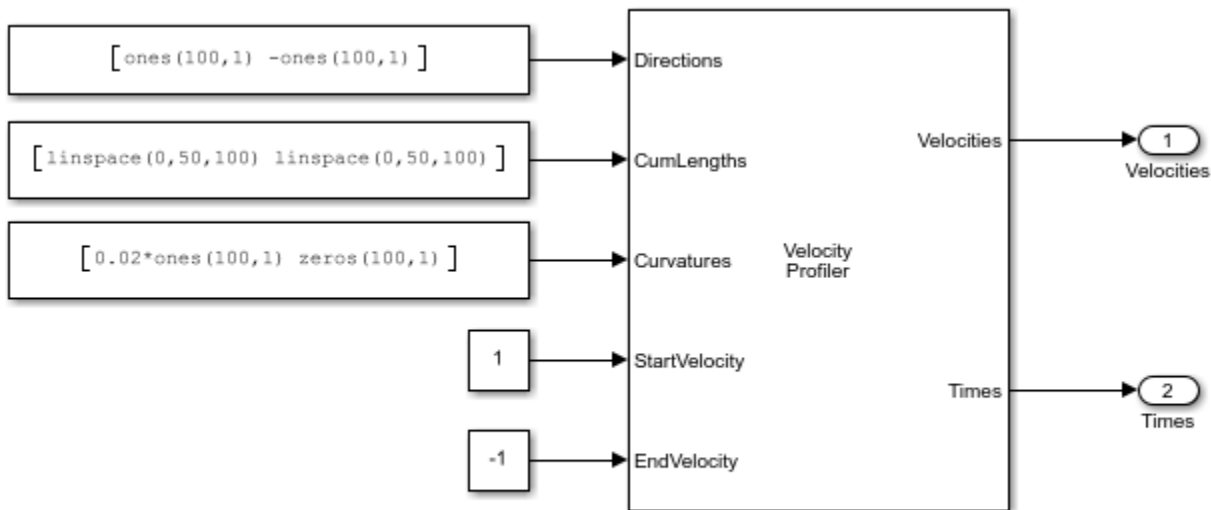 [ones(100,1) -ones(100,1)]
Directions
[linspace(0,50,100) linspace(0,50,100)]
CumLengths
[0.02*ones(100,1) zeros(100,1)]
Curvatures
1
StartVelocity
-1
EndVelocity
Velocity
Profiler
Velocities
1
Velocities
Times
2
Times